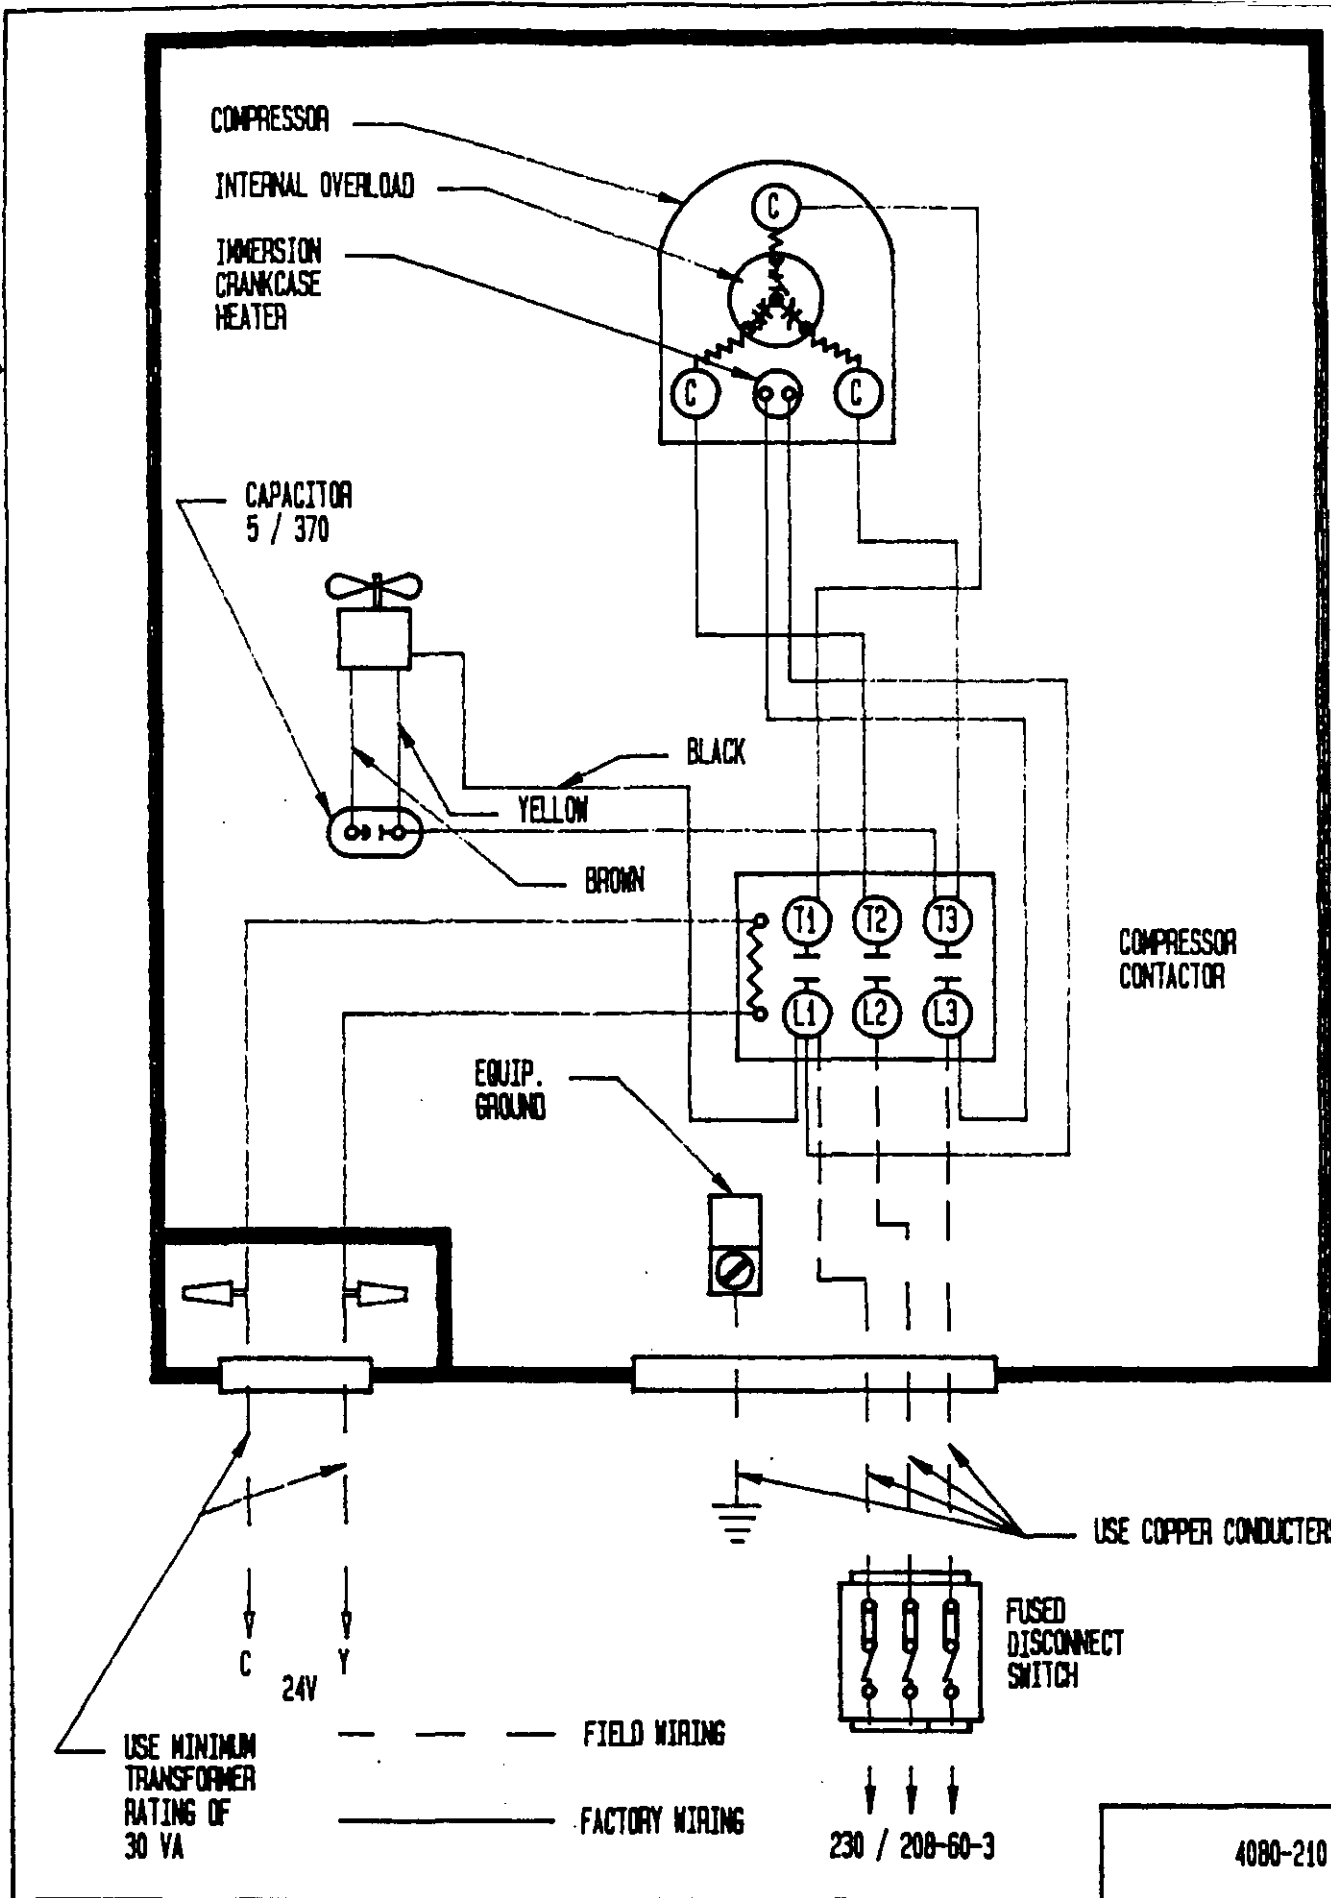 COMPRESSOR
INTERNAL OVERLOAD
IMMERSION
CRANKCASE
HEATER
C
C
C
CAPACITOR
5 / 370
BLACK
YELLOW
BROWN
T1 T2 T3
L1 L2 L3
COMPRESSOR
CONTACTOR
EQUIP.
GROUND
USE COPPER CONDUCTERS
FUSED
DISCONNECT
SWITCH
C Y
24V
USE MINIMUM
TRANSFORMER
RATING OF
30 VA
FIELD WIRING
FACTORY WIRING
230 / 208-60-3
4080-210